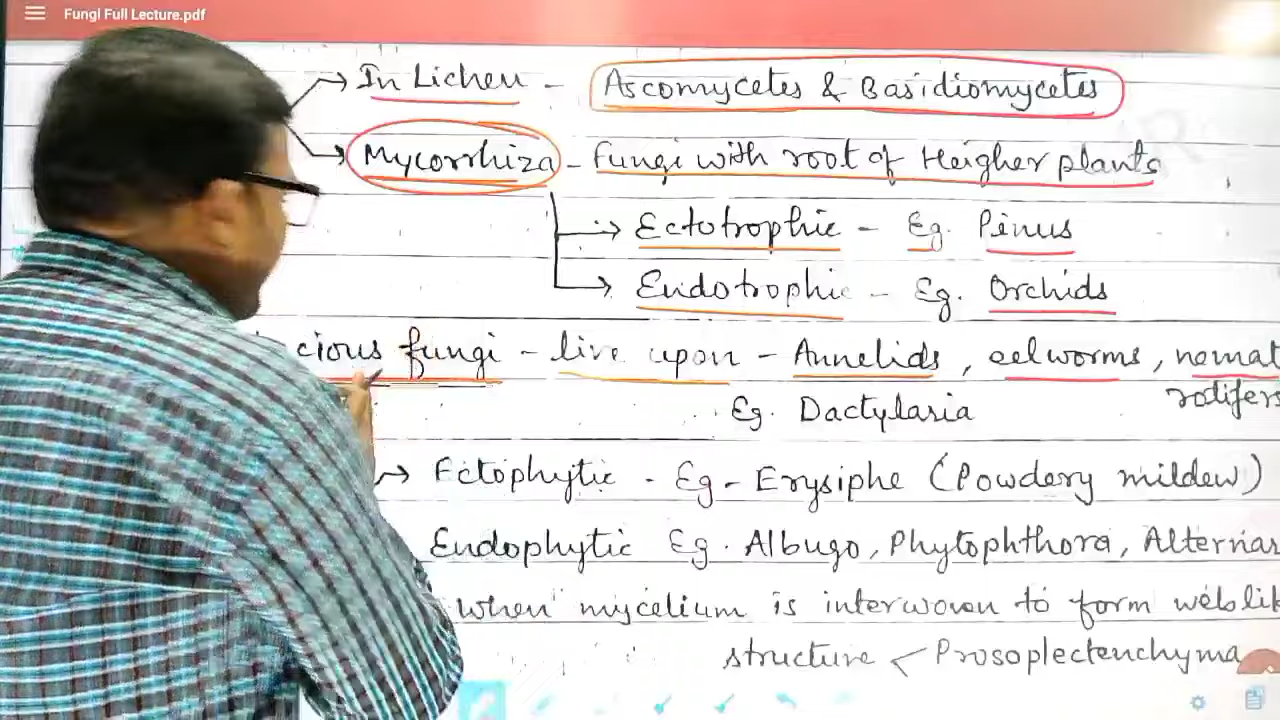 Fungi Full Lecture.pdf
→ In Lichen - Ascomycetes & Basidiomycetes
→ Mycorrhiza - fungi with root of Heigher plants
→ Ectotrophic - Eg. Pinus
→ Endotrophic - Eg. Orchids
cious fungi - live upon - Annelids, eelworms, nemat
rotifers
Eg. Dactylaria
→ Ectophytic - Eg - Erysiphe (Powdery mildew)
Endophytic Eg. Albugo, Phytophthora, Alternar
when mycelium is interwoven to form webslik
structure < Prosoplectenchyma